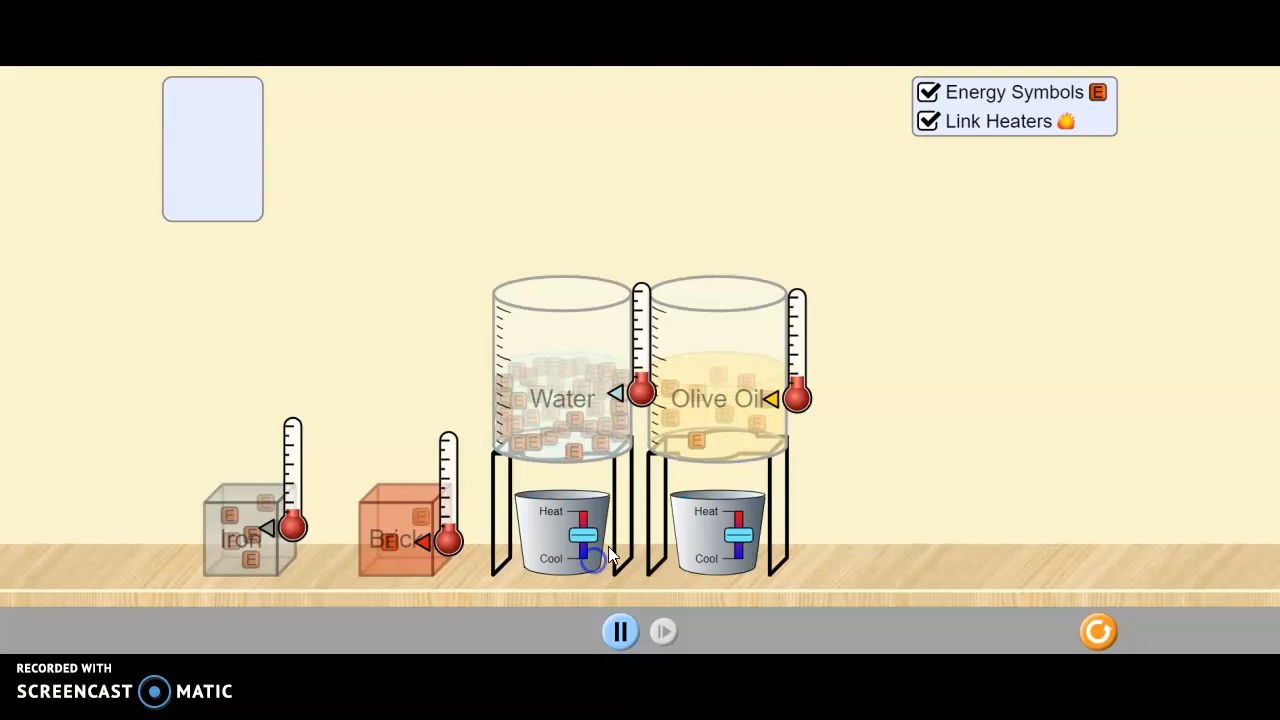 Energy Symbols E
Link Heaters
Water
Olive Oil
Iron
Brick
Heat
Cool
Heat
Cool
RECORDED WITH
SCREENCAST MATIC